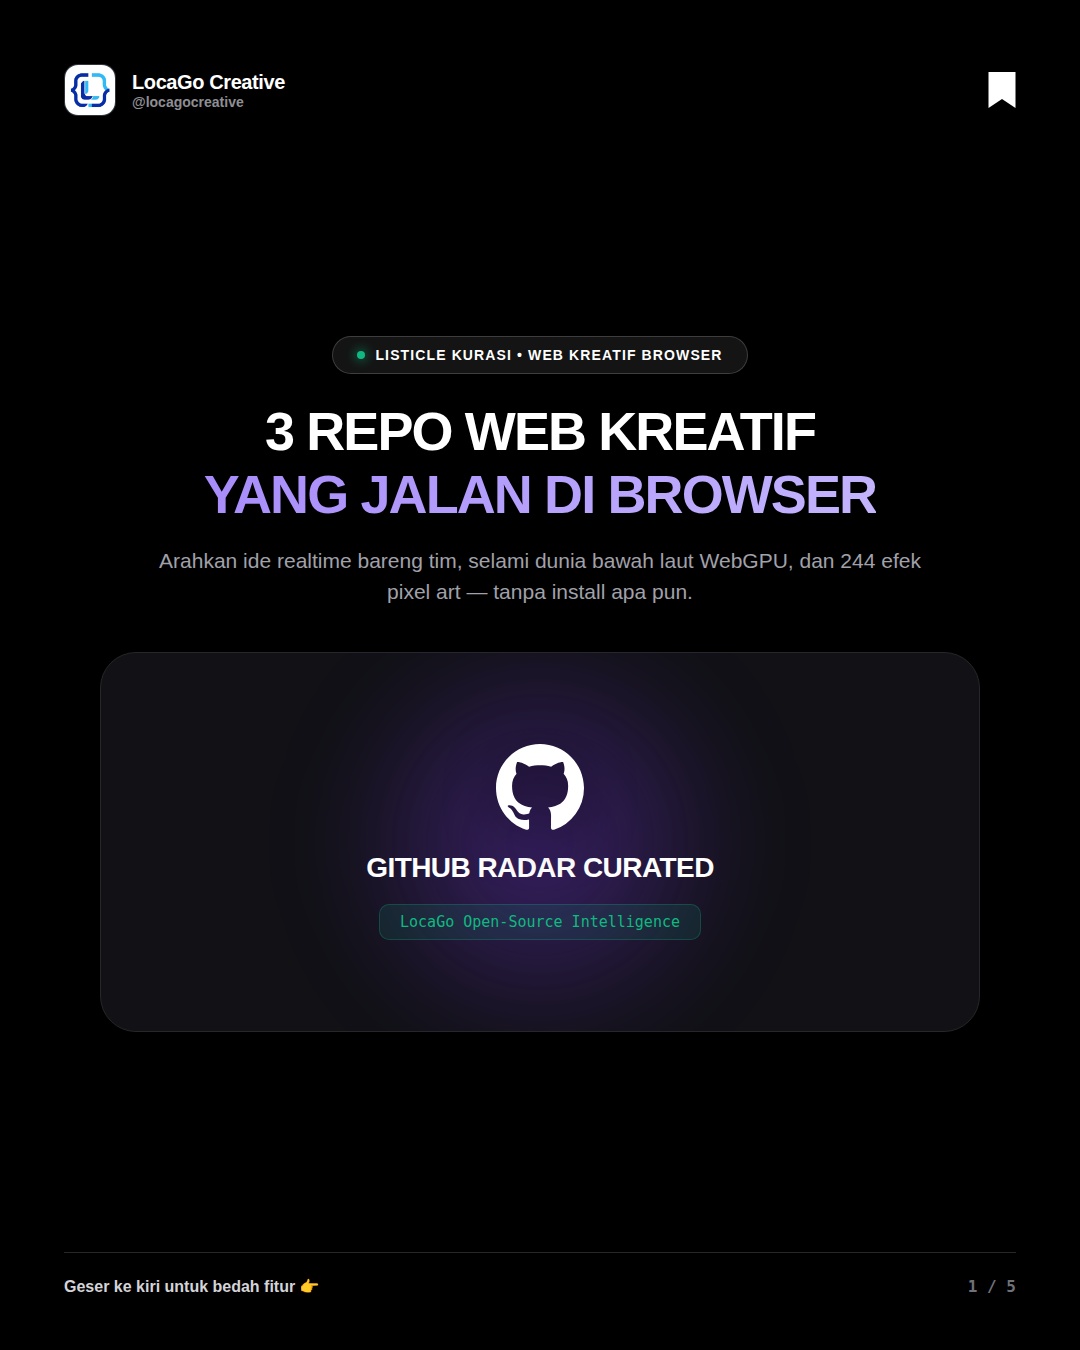 LocaGo Creative
@locagocreative
LISTICLE KURASI • WEB KREATIF BROWSER
3 REPO WEB KREATIF
YANG JALAN DI BROWSER
Arahkan ide realtime bareng tim, selami dunia bawah laut WebGPU, dan 244 efek
pixel art — tanpa install apa pun.
GITHUB RADAR CURATED
LocaGo Open-Source Intelligence
Geser ke kiri untuk bedah fitur 👉
1 / 5